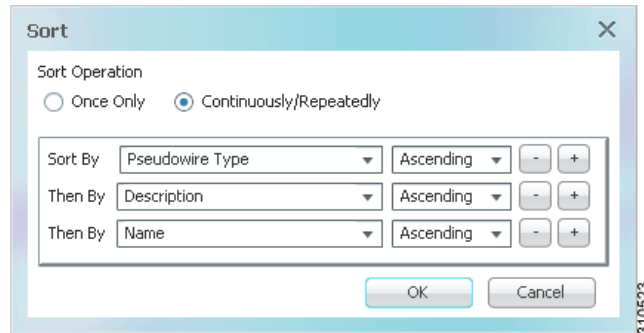 Sort
Sort Operation
Once Only Continuously/Repeatedly
Sort By Pseudowire Type Ascending - +
Then By Description Ascending - +
Then By Name Ascending - +
OK Cancel